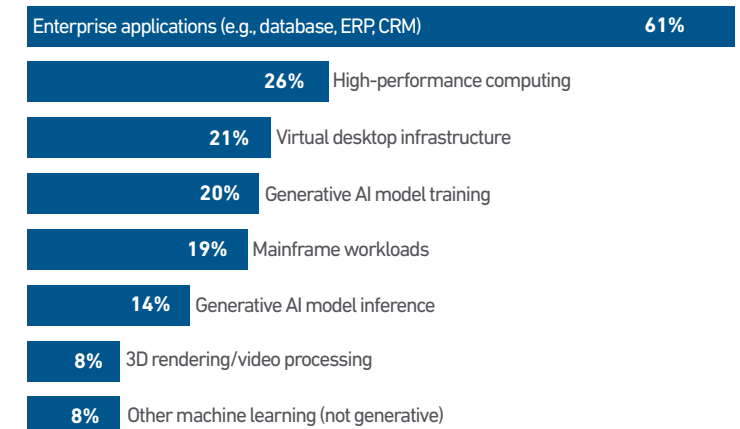 Enterprise applications (e.g., database, ERP, CRM) 61%
26% High-performance computing
21% Virtual desktop infrastructure
20% Generative AI model training
19% Mainframe workloads
14% Generative AI model inference
8% 3D rendering/video processing
8% Other machine learning (not generative)